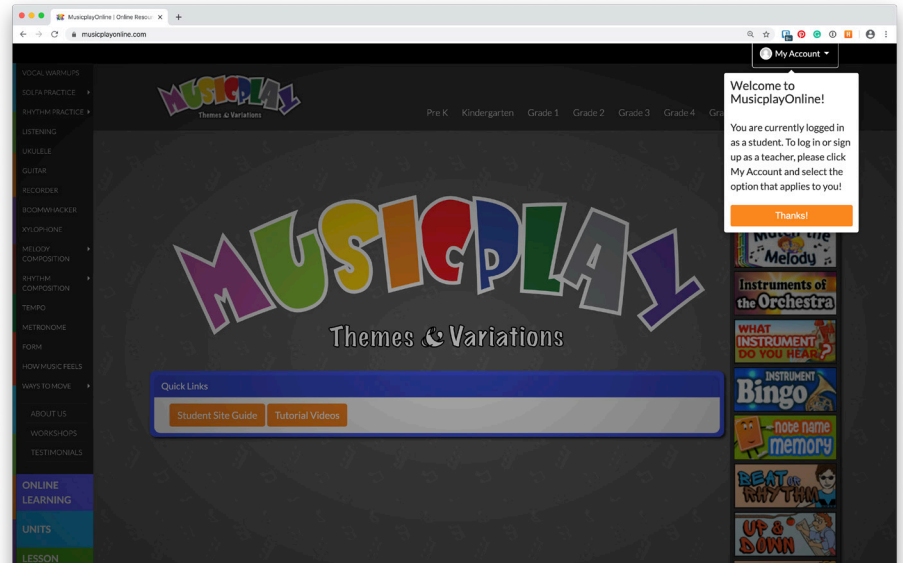 MusicplayOnline | Online Resour
musicplayonline.com
My Account
Welcome to
MusicplayOnline!
You are currently logged in
as a student. To log in or sign
up as a teacher, please click
My Account and select the
option that applies to you!
Thanks!
VOCAL WARMUPS
SOLFA PRACTICE
RHYTHM PRACTICE
LISTENING
UKULELE
GUITAR
RECORDER
BOOMWHACKER
XYLOPHONE
MELODY
COMPOSITION
RHYTHM
COMPOSITION
TEMPO
METRONOME
FORM
HOW MUSIC FEELS
WAYS TO MOVE
ABOUT US
WORKSHOPS
TESTIMONIALS
ONLINE
LEARNING
UNITS
LESSON
MUSICPLAY
Themes & Variations
Pre K Kindergarten Grade 1 Grade 2 Grade 3 Grade 4 Gra
MUSICPLAY
Themes & Variations
Quick Links
Student Site Guide Tutorial Videos
Match the
Melody
Instruments of
the Orchestra
WHAT
INSTRUMENT
DO YOU HEAR?
INSTRUMENT
Bingo
note name
memory
BEAT OR
RHYTHM
UP &
DOWN